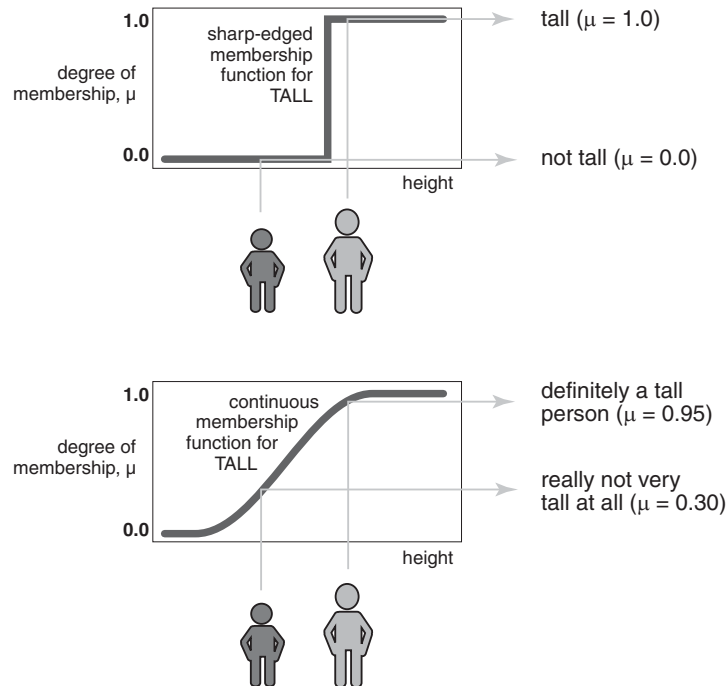 1.0
sharp-edged
membership
function for
TALL
degree of
membership, μ
0.0
height
tall (μ = 1.0)
not tall (μ = 0.0)
1.0
continuous
membership
function for
TALL
degree of
membership, μ
0.0
height
definitely a tall
person (μ = 0.95)
really not very
tall at all (μ = 0.30)